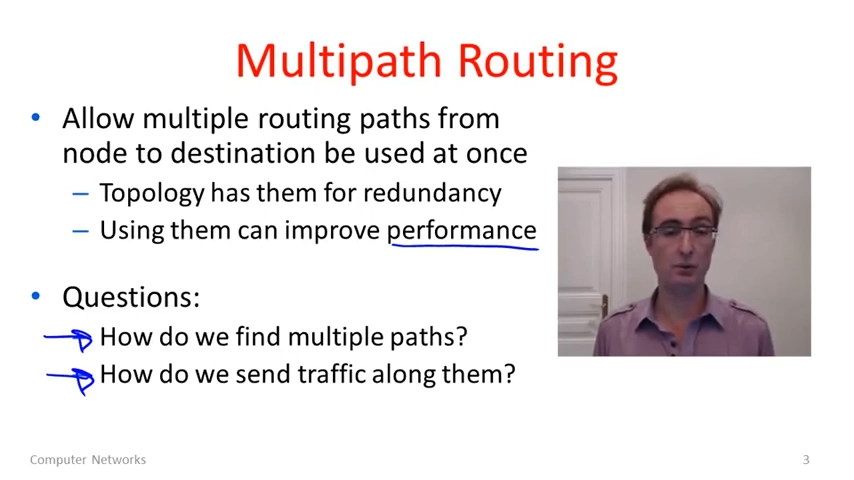 Multipath Routing
• Allow multiple routing paths from
node to destination be used at once
– Topology has them for redundancy
– Using them can improve performance
• Questions:
How do we find multiple paths?
How do we send traffic along them?
Computer Networks
3